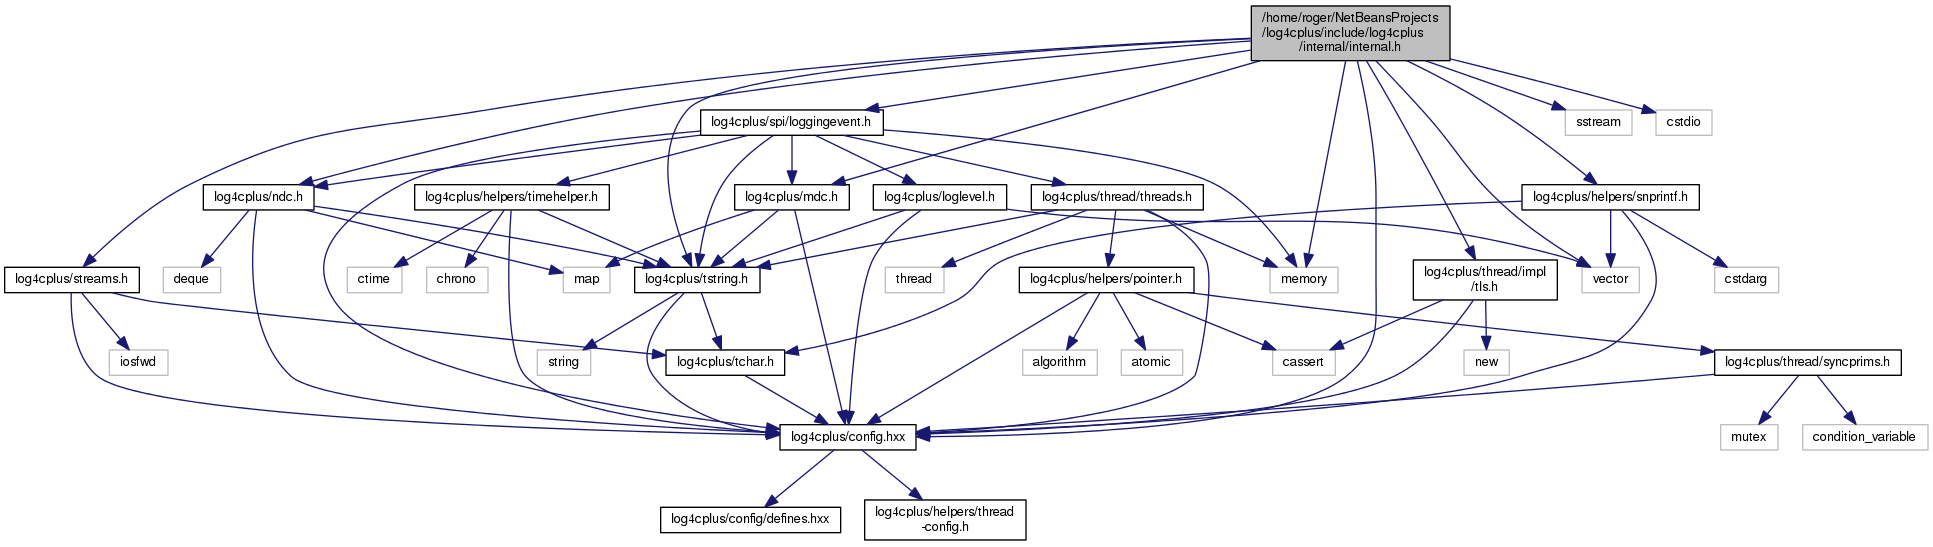 /home/roger/NetBeansProjects
/log4cplus/include/log4cplus
/internal/internal.h
log4cplus/spi/loggingevent.h
sstream
cstdio
log4cplus/ndc.h
log4cplus/helpers/timehelper.h
log4cplus/mdc.h
log4cplus/loglevel.h
log4cplus/thread/threads.h
log4cplus/helpers/snprintf.h
log4cplus/streams.h
deque
ctime
chrono
map
log4cplus/tstring.h
thread
log4cplus/helpers/pointer.h
memory
log4cplus/thread/impl
/tls.h
vector
cstdarg
iosfwd
string
log4cplus/tchar.h
algorithm
atomic
cassert
new
log4cplus/thread/syncprims.h
log4cplus/config.hxx
mutex
condition_variable
log4cplus/config/defines.hxx
log4cplus/helpers/thread
-config.h